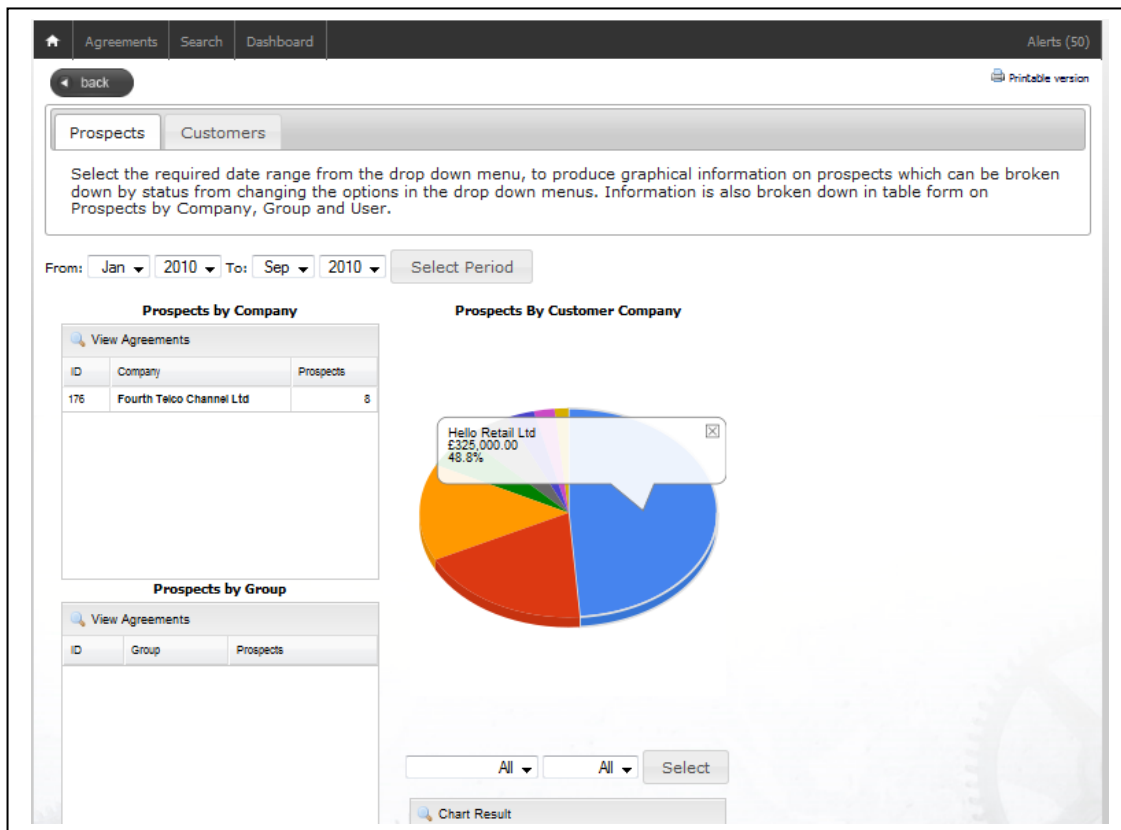 Agreements Search Dashboard Alerts (50)
back Printable version
Prospects Customers
Select the required date range from the drop down menu, to produce graphical information on prospects which can be broken
down by status from changing the options in the drop down menus. Information is also broken down in table form on
Prospects by Company, Group and User.
From: Jan 2010 To: Sep 2010 Select Period
Prospects by Company
View Agreements
ID Company Prospects
176 Fourth Telco Channel Ltd 8
Prospects by Group
View Agreements
ID Group Prospects
Prospects By Customer Company
Hello Retail Ltd
£325,000.00
48.8%
All All Select
Chart Result